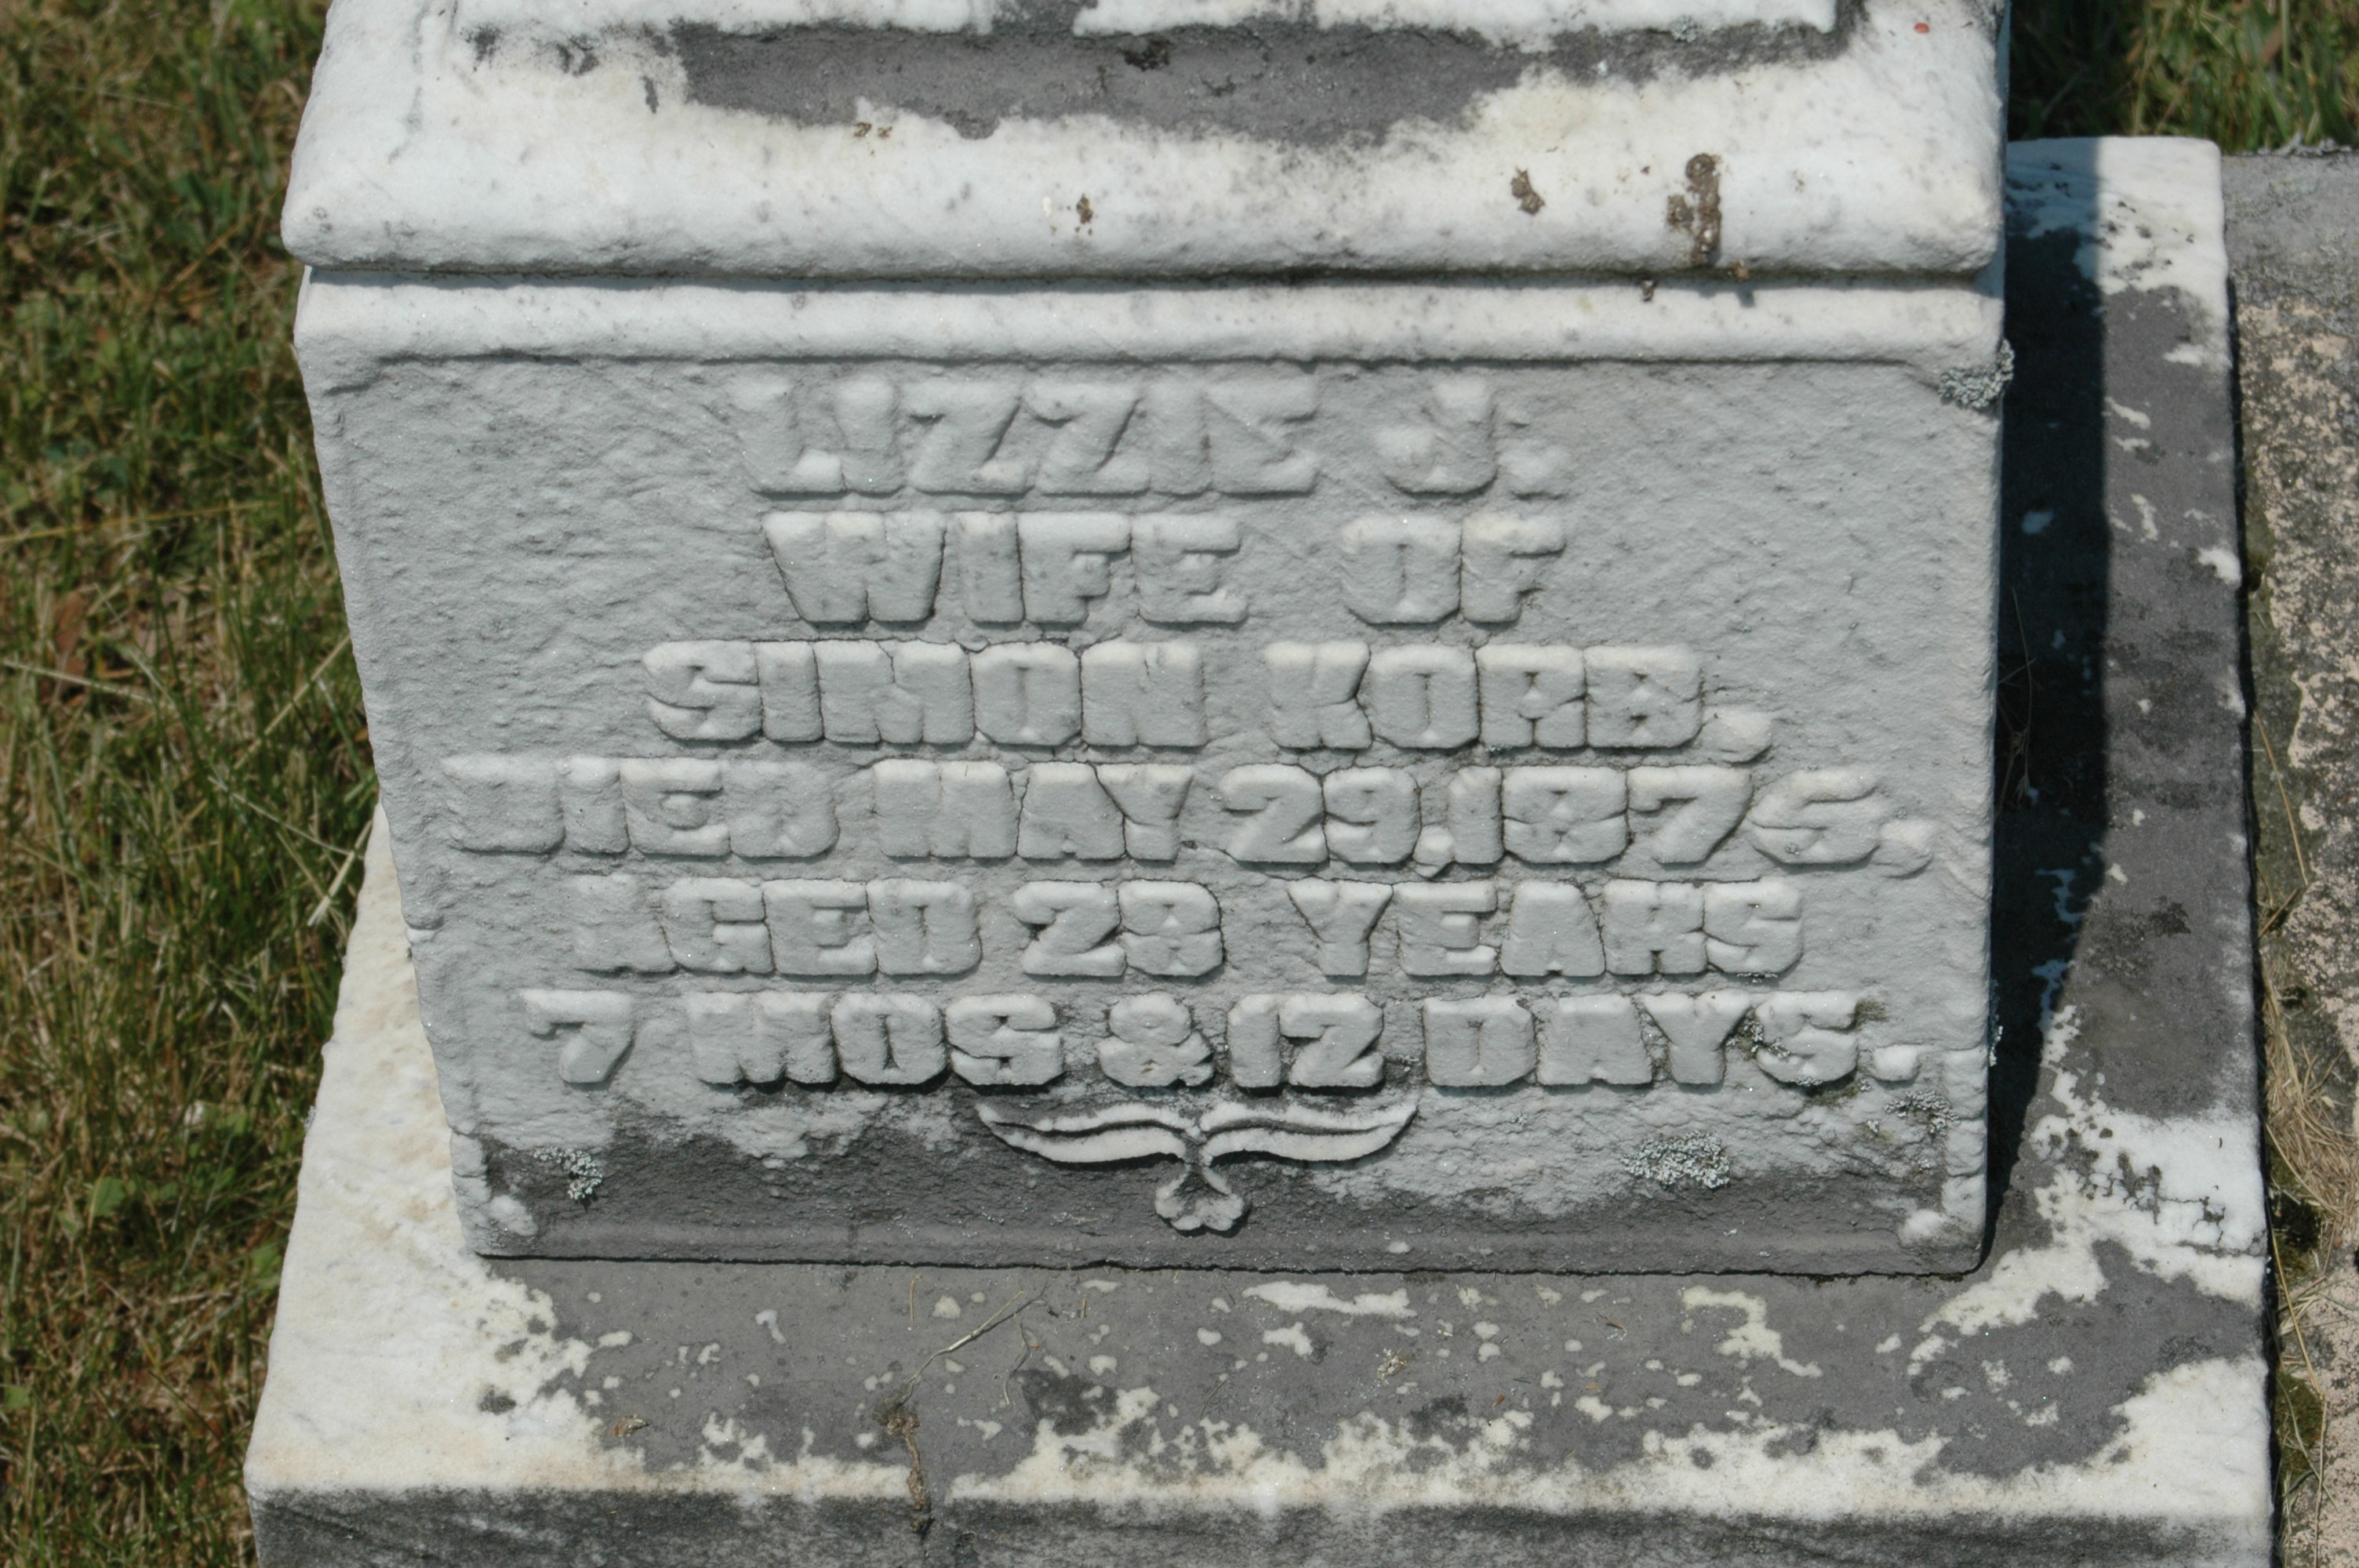 LIZZIE J.
WIFE OF
SIMON KORB,
DIED MAY 29,1875.
AGED 28 YEARS
7 MOS & 12 DAYS.